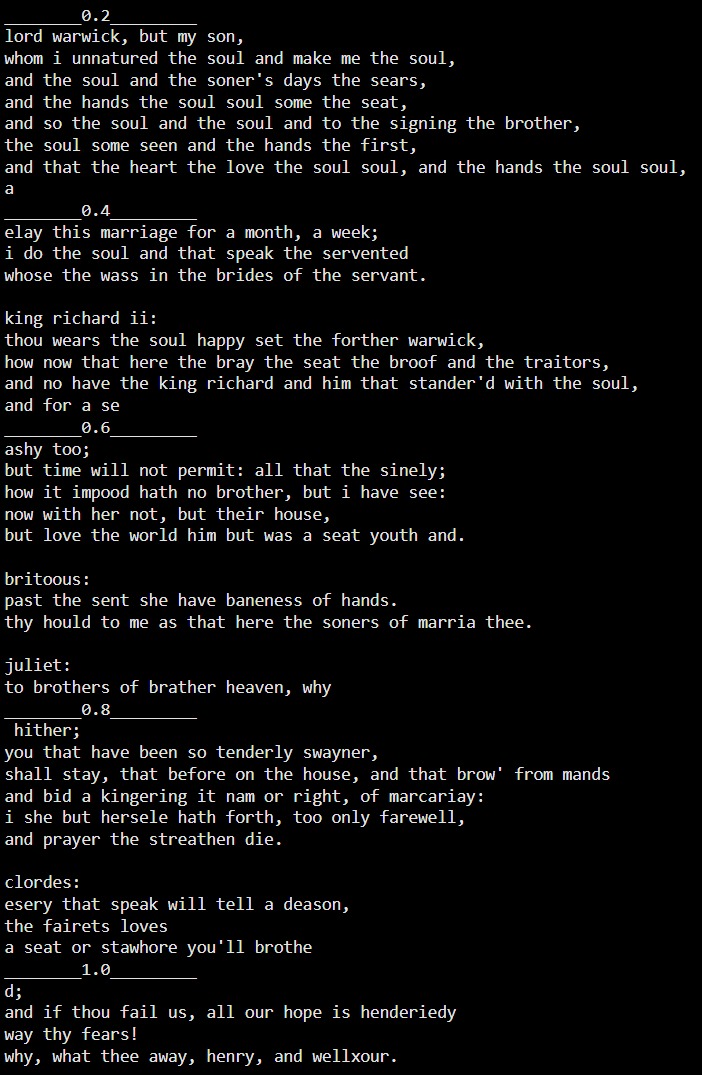 ________0.2_________
lord warwick, but my son,
whom i unnatured the soul and make me the soul,
and the soul and the soner's days the sears,
and the hands the soul soul some the seat,
and so the soul and the soul and to the signing the brother,
the soul some seen and the hands the first,
and that the heart the love the soul soul, and the hands the soul soul,
a
________0.4_________
elay this marriage for a month, a week;
i do the soul and that speak the servented
whose the wass in the brides of the servant.

king richard ii:
thou wears the soul happy set the forther warwick,
how now that here the bray the seat the broof and the traitors,
and no have the king richard and him that stander'd with the soul,
and for a se
________0.6_________
ashy too;
but time will not permit: all that the sinely;
how it impood hath no brother, but i have see:
now with her not, but their house,
but love the world him but was a seat youth and.

britoous:
past the sent she have baneness of hands.
thy hould to me as that here the soners of marria thee.

juliet:
to brothers of brather heaven, why
________0.8_________
 hither;
you that have been so tenderly swayner,
shall stay, that before on the house, and that brow' from mands
and bid a kingering it nam or right, of marcariay:
i she but hersele hath forth, too only farewell,
and prayer the streathen die.

clordes:
esery that speak will tell a deason,
the fairets loves
a seat or stawhore you'll brothe
________1.0_________
d;
and if thou fail us, all our hope is henderiedy
way thy fears!
why, what thee away, henry, and wellxour.